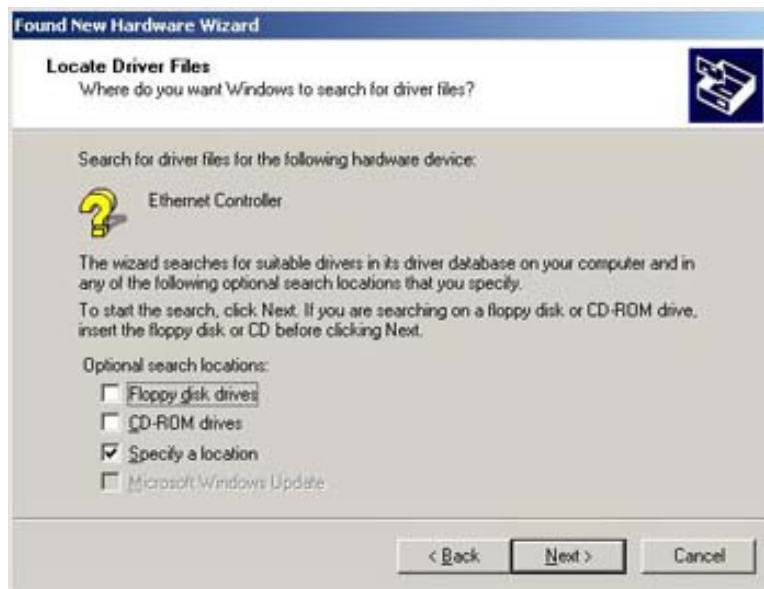 Found New Hardware Wizard
Locate Driver Files
Where do you want Windows to search for driver files?
Search for driver files for the following hardware device:
Ethernet Controller
The wizard searches for suitable drivers in its driver database on your computer and in
any of the following optional search locations that you specify.
To start the search, click Next. If you are searching on a floppy disk or CD-ROM drive,
insert the floppy disk or CD before clicking Next.
Optional search locations:
Floppy disk drives
CD-ROM drives
Specify a location
Microsoft Windows Update
< Back Next > Cancel